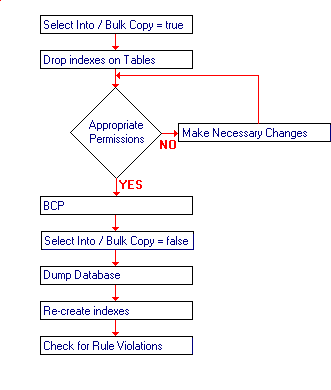 Select Into / Bulk Copy = true
Drop indexes on Tables
Appropriate
Permissions
NO
Make Necessary Changes
YES
BCP
Select Into / Bulk Copy = false
Dump Database
Re-create indexes
Check for Rule Violations